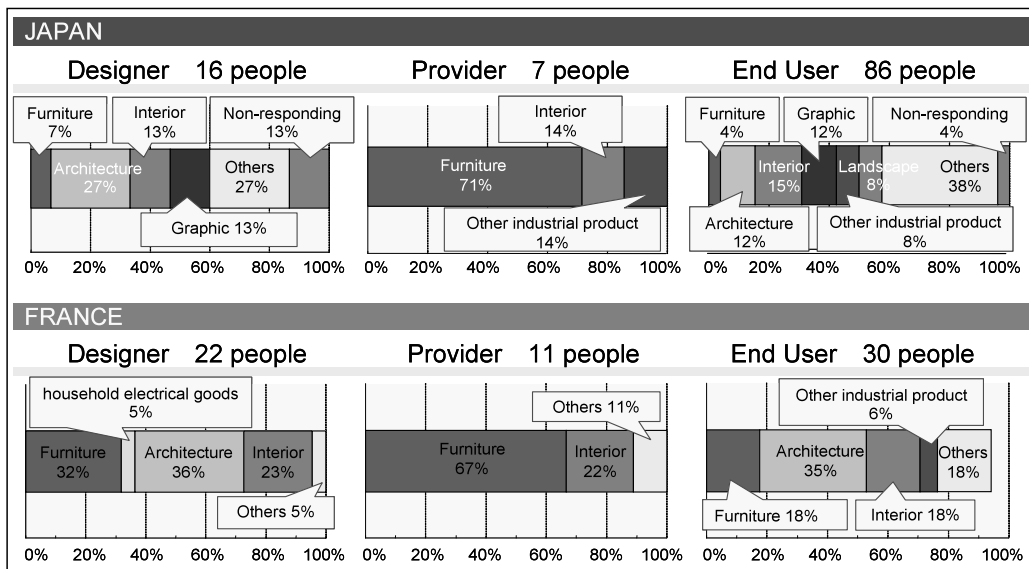 JAPAN
Designer 16 people
Provider 7 people
End User 86 people
Furniture
7%
Interior
13%
Non-responding
13%
Architecture
27%
Others
27%
Graphic 13%
0% 20% 40% 60% 80% 100%
Interior
14%
Furniture
71%
Other industrial product
14%
0% 20% 40% 60% 80% 100%
Furniture
4%
Graphic
12%
Non-responding
4%
Interior
15%
Landscape
8%
Others
38%
Architecture
12%
Other industrial product
8%
0% 20% 40% 60% 80% 100%
FRANCE
Designer 22 people
Provider 11 people
End User 30 people
household electrical goods
5%
Furniture
32%
Architecture
36%
Interior
23%
Others 5%
0% 20% 40% 60% 80% 100%
Others 11%
Furniture
67%
Interior
22%
0% 20% 40% 60% 80% 100%
Other industrial product
6%
Architecture
35%
Others
18%
Furniture 18%
Interior 18%
0% 20% 40% 60% 80% 100%